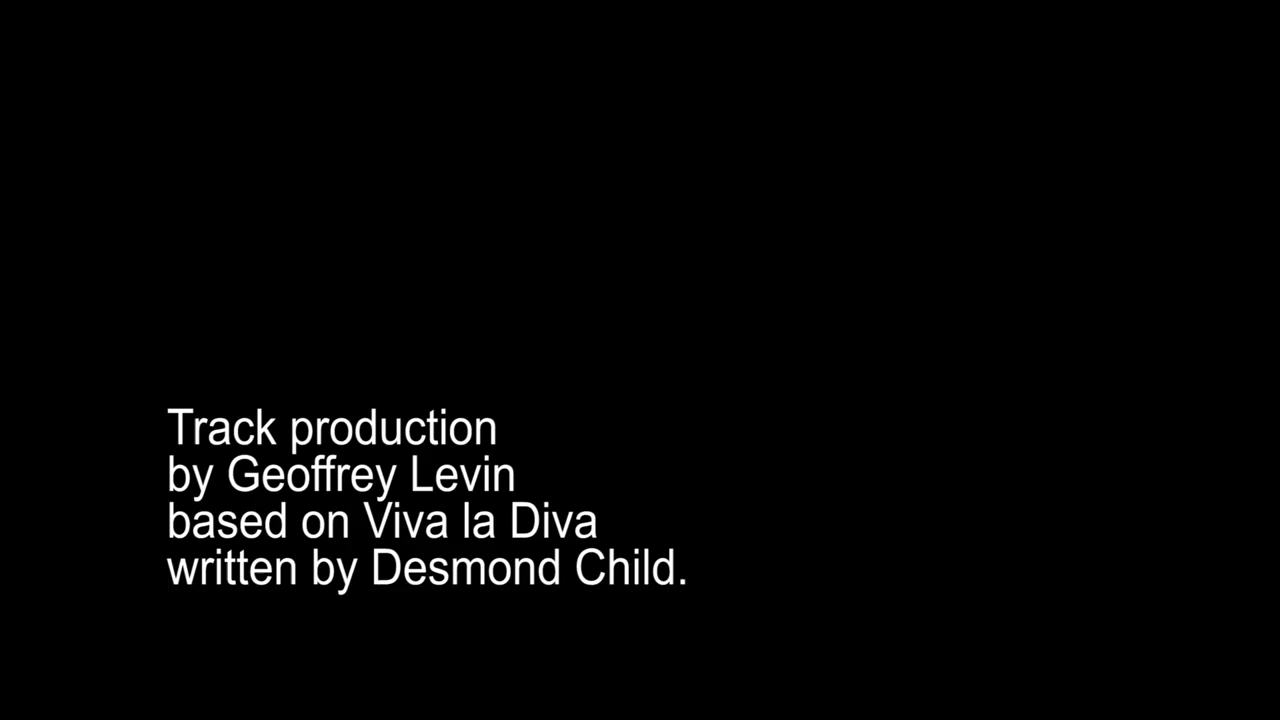 Track production
by Geoffrey Levin
based on Viva la Diva
written by Desmond Child.